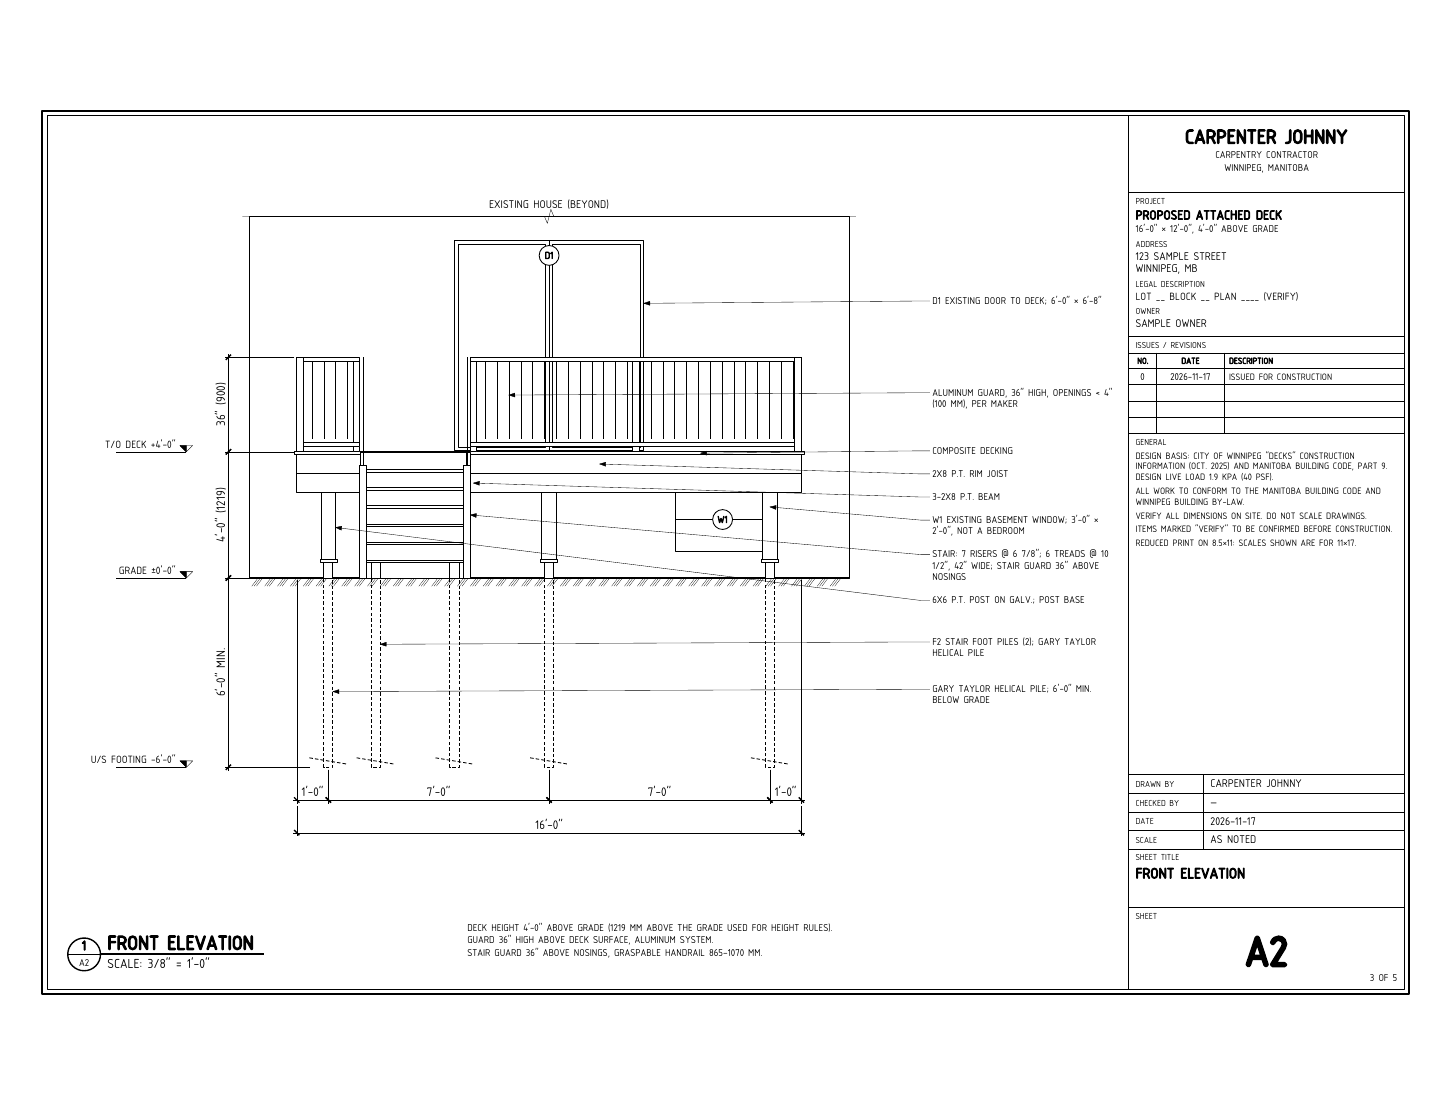 EXISTING HOUSE (BEYOND)
D1
D1 EXISTING DOOR TO DECK; 6'-0" × 6'-8"
36" (900)
ALUMINUM GUARD, 36" HIGH, OPENINGS < 4"
(100 MM), PER MAKER
T/O DECK +4'-0"
COMPOSITE DECKING
2X8 P.T. RIM JOIST
3-2X8 P.T. BEAM
4'-0" (1219)
W1
W1 EXISTING BASEMENT WINDOW; 3'-0" ×
2'-0", NOT A BEDROOM
STAIR: 7 RISERS @ 6 7/8"; 6 TREADS @ 10
1/2", 42" WIDE; STAIR GUARD 36" ABOVE
NOSINGS
GRADE ±0'-0"
6X6 P.T. POST ON GALV.; POST BASE
F2 STAIR FOOT PILES (2); GARY TAYLOR
HELICAL PILE
6'-0" MIN.
GARY TAYLOR HELICAL PILE; 6'-0" MIN.
BELOW GRADE
U/S FOOTING -6'-0"
1'-0" 7'-0" 7'-0" 1'-0"
16'-0"
1
A2
FRONT ELEVATION
SCALE: 3/8" = 1'-0"
DECK HEIGHT 4'-0" ABOVE GRADE (1219 MM ABOVE THE GRADE USED FOR HEIGHT RULES).
GUARD 36" HIGH ABOVE DECK SURFACE, ALUMINUM SYSTEM.
STAIR GUARD 36" ABOVE NOSINGS, GRASPABLE HANDRAIL 865-1070 MM.
CARPENTER JOHNNY
CARPENTRY CONTRACTOR
WINNIPEG, MANITOBA
PROJECT
PROPOSED ATTACHED DECK
16'-0" × 12'-0", 4'-0" ABOVE GRADE
ADDRESS
123 SAMPLE STREET
WINNIPEG, MB
LEGAL DESCRIPTION
LOT __ BLOCK __ PLAN ____ (VERIFY)
OWNER
SAMPLE OWNER
ISSUES / REVISIONS
NO. DATE DESCRIPTION
0 2026-11-17 ISSUED FOR CONSTRUCTION
GENERAL
DESIGN BASIS: CITY OF WINNIPEG "DECKS" CONSTRUCTION
INFORMATION (OCT. 2025) AND MANITOBA BUILDING CODE, PART 9.
DESIGN LIVE LOAD 1.9 KPA (40 PSF).
ALL WORK TO CONFORM TO THE MANITOBA BUILDING CODE AND
WINNIPEG BUILDING BY-LAW.
VERIFY ALL DIMENSIONS ON SITE. DO NOT SCALE DRAWINGS.
ITEMS MARKED "VERIFY" TO BE CONFIRMED BEFORE CONSTRUCTION.
REDUCED PRINT ON 8.5×11: SCALES SHOWN ARE FOR 11×17.
DRAWN BY CARPENTER JOHNNY
CHECKED BY —
DATE 2026-11-17
SCALE AS NOTED
SHEET TITLE
FRONT ELEVATION
SHEET
A2
3 OF 5